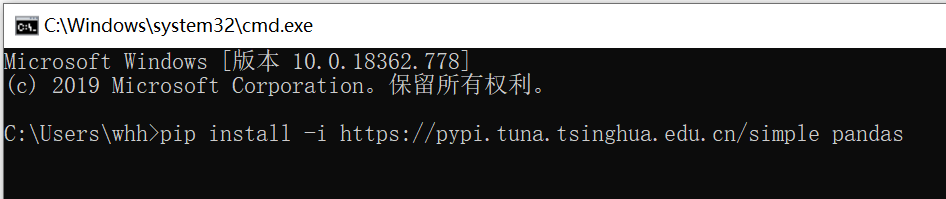 C:\Windows\system32\cmd.exe
Microsoft Windows [版本 10.0.18362.778]
(c) 2019 Microsoft Corporation。保留所有权利。
C:\Users\whh>pip install -i https://pypi.tuna.tsinghua.edu.cn/simple pandas